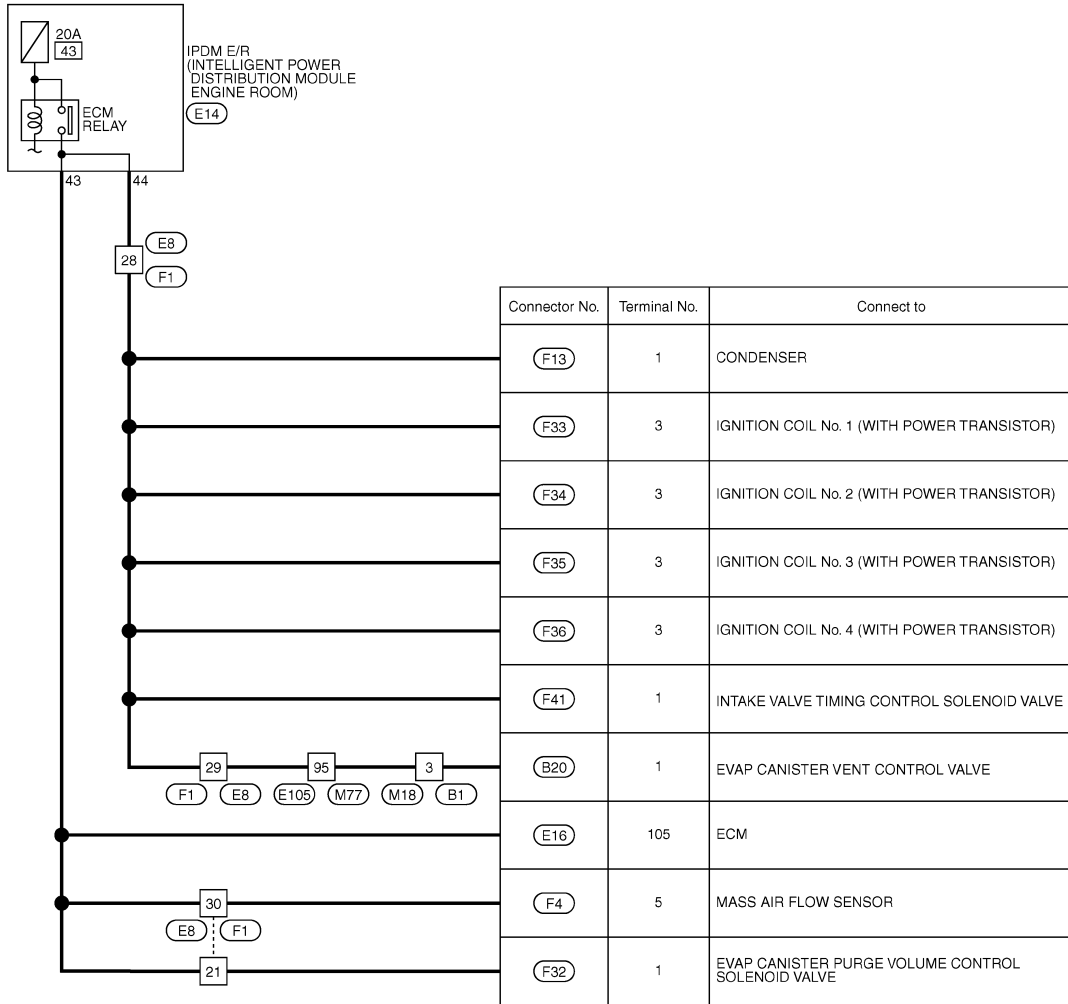 20A
43
IPDM E/R
(INTELLIGENT POWER
DISTRIBUTION MODULE
ENGINE ROOM)
E14
ECM
RELAY
43
44
28
E8
F1
Connector No.
Terminal No.
Connect to
F13
1
CONDENSER
F33
3
IGNITION COIL No. 1 (WITH POWER TRANSISTOR)
F34
3
IGNITION COIL No. 2 (WITH POWER TRANSISTOR)
F35
3
IGNITION COIL No. 3 (WITH POWER TRANSISTOR)
F36
3
IGNITION COIL No. 4 (WITH POWER TRANSISTOR)
F41
1
INTAKE VALVE TIMING CONTROL SOLENOID VALVE
29
95
3
F1
E8
E105
M77
M18
B1
B20
1
EVAP CANISTER VENT CONTROL VALVE
E16
105
ECM
30
E8
F1
F4
5
MASS AIR FLOW SENSOR
21
F32
1
EVAP CANISTER PURGE VOLUME CONTROL
SOLENOID VALVE